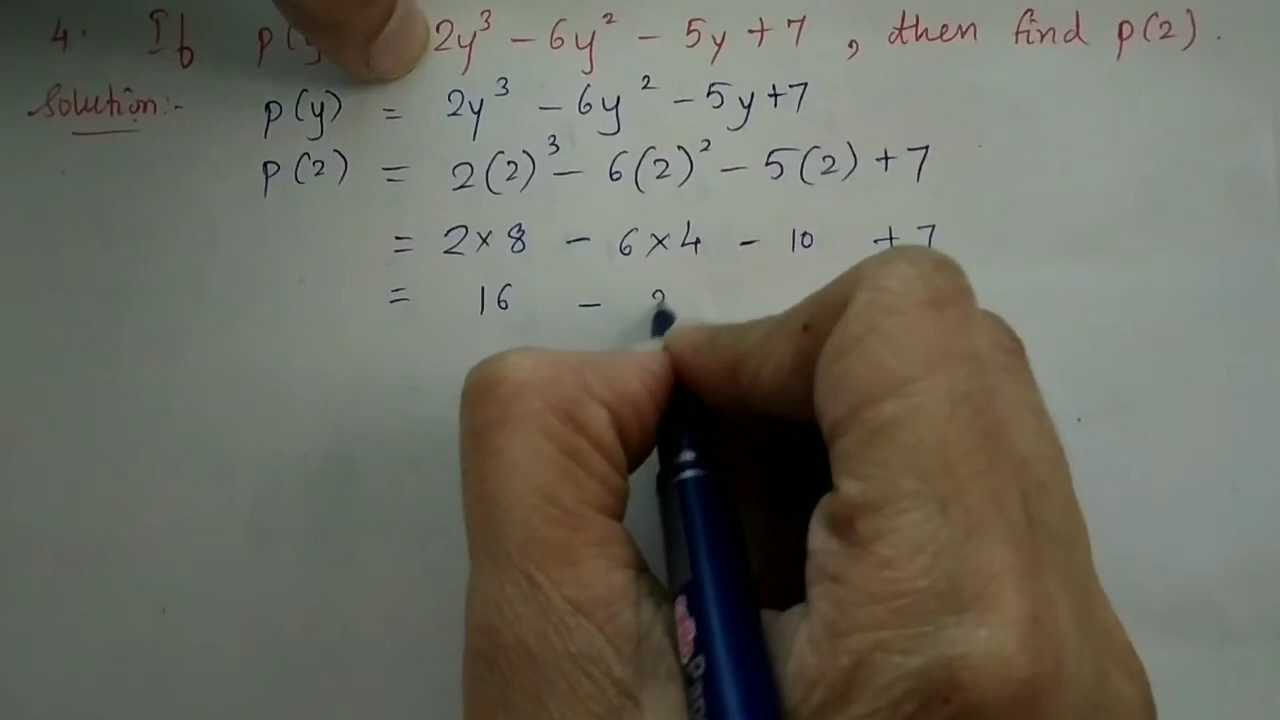 4. If p(y 2y³ - 6y² - 5y + 7 , then find p(2).
Solution:- p(y) = 2y³ - 6y² - 5y + 7
p(2) = 2(2)³ - 6(2)² - 5(2) + 7
= 2 × 8 - 6 × 4 - 10 + 7
= 16 - 2